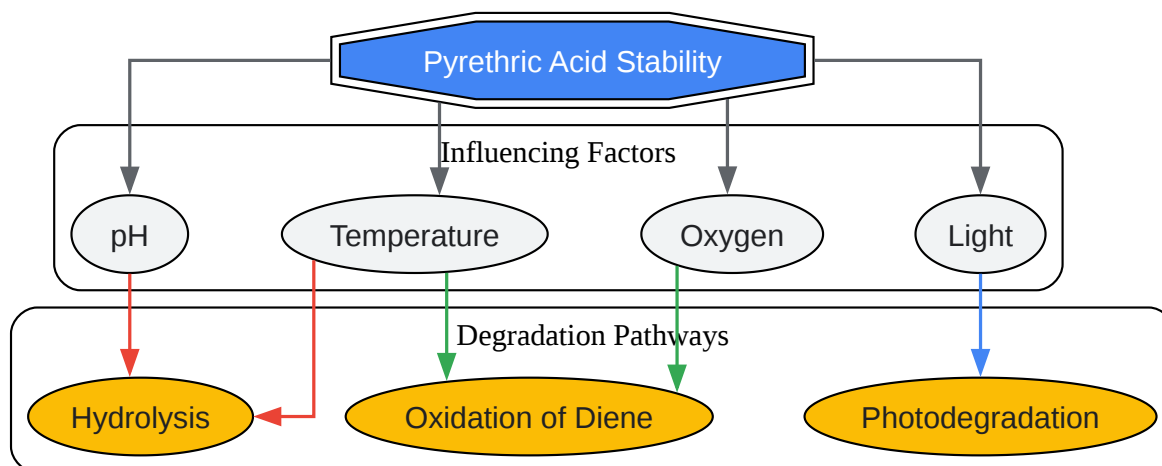 Pyrethric Acid Stability
Influencing Factors
pH
Temperature
Oxygen
Light
Degradation Pathways
Hydrolysis
Oxidation of Diene
Photodegradation